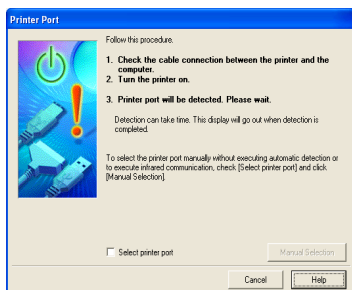 Printer Port
Follow this procedure.
1. Check the cable connection between the printer and the
computer.
2. Turn the printer on.
3. Printer port will be detected. Please wait.
Detection can take time. This display will go out when detection is
completed.
To select the printer port manually without executing automatic detection or
to execute infrared communication, check [Select printer port] and click
[Manual Selection].
Select printer port
Manual Selection
Cancel
Help